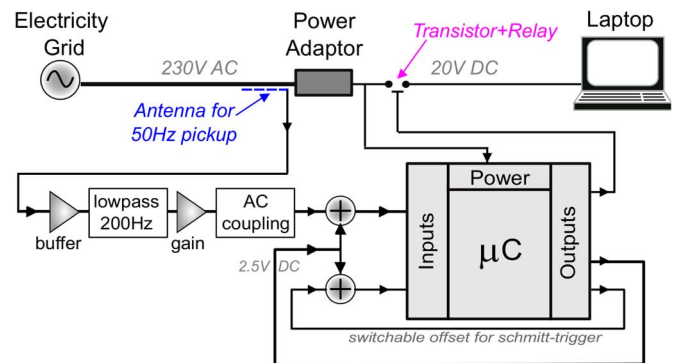 Electricity
Grid
Power
Adaptor
Laptop
Transistor+Relay
230V AC
20V DC
Antenna for
50Hz pickup
Power
buffer
lowpass
200Hz
gain
AC
coupling
Inputs
μC
Outputs
2.5V DC
switchable offset for schmitt-trigger